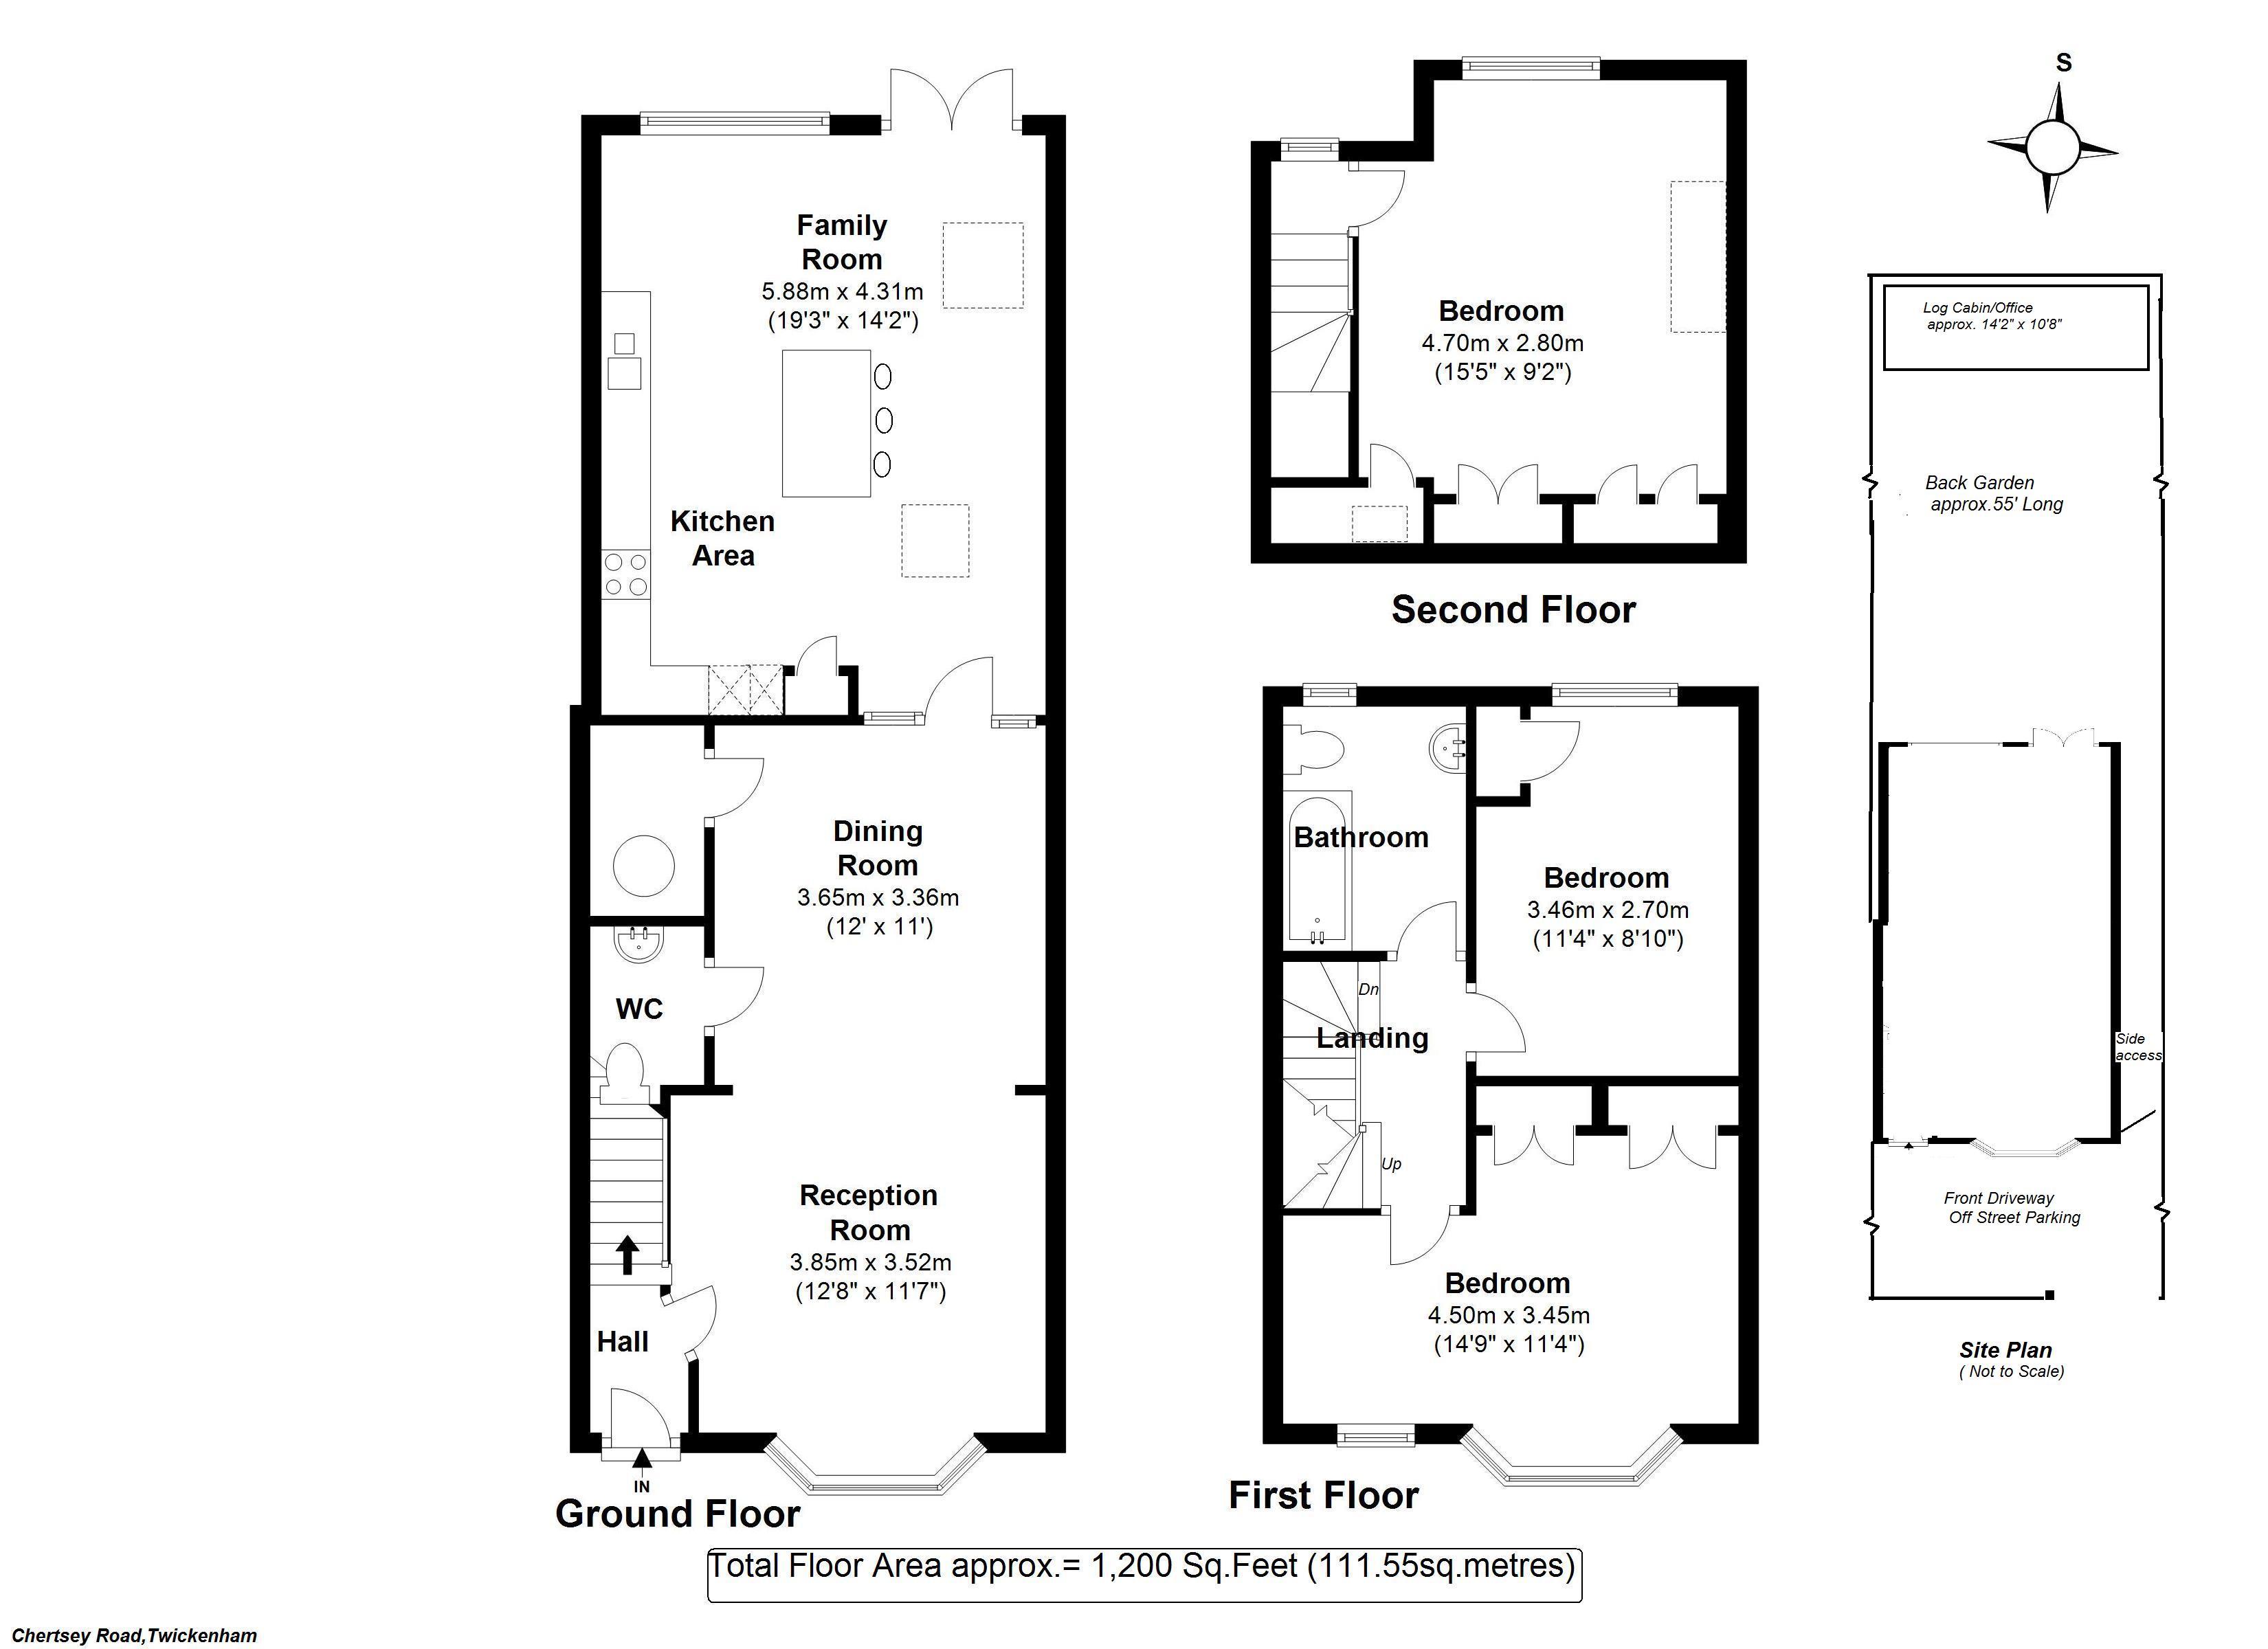 S
Family
Room
5.88m x 4.31m
(19'3" x 14'2")
Kitchen
Area
Dining
Room
3.65m x 3.36m
(12' x 11')
WC
Reception
Room
3.85m x 3.52m
(12'8" x 11'7")
Hall
IN
Ground Floor
Bedroom
4.70m x 2.80m
(15'5" x 9'2")
Second Floor
Bathroom
Bedroom
3.46m x 2.70m
(11'4" x 8'10")
Dn
Landing
Up
Bedroom
4.50m x 3.45m
(14'9" x 11'4")
First Floor
Log Cabin/Office
approx. 14'2" x 10'8"
Back Garden
approx.55' Long
Side
access
Front Driveway
Off Street Parking
Site Plan
( Not to Scale)
Total Floor Area approx.= 1,200 Sq.Feet (111.55sq.metres)
Chertsey Road,Twickenham